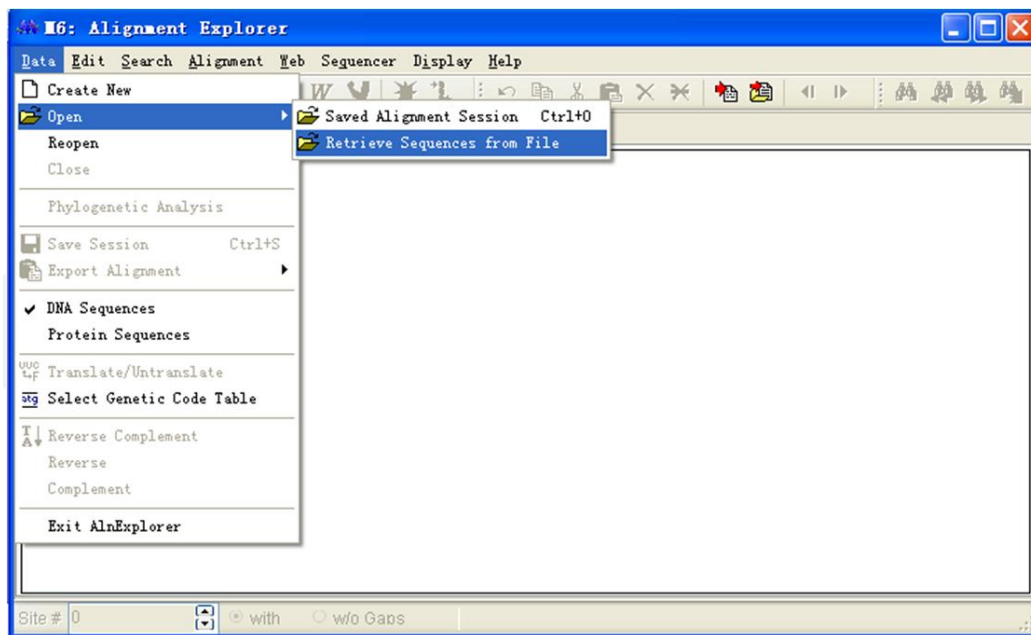 M6: Alignment Explorer
Data Edit Search Alignment Web Sequencer Display Help
Create New
W
Open
Saved Alignment Session Ctrl+O
Reopen
Retrieve Sequences from File
Close
Phylogenetic Analysis
Save Session Ctrl+S
Export Alignment
DNA Sequences
Protein Sequences
UUC
L→F
Translate/Untranslate
atg
Select Genetic Code Table
T
A
Reverse Complement
Reverse
Complement
Exit AlnExplorer
Site # 0 with w/o Gaps